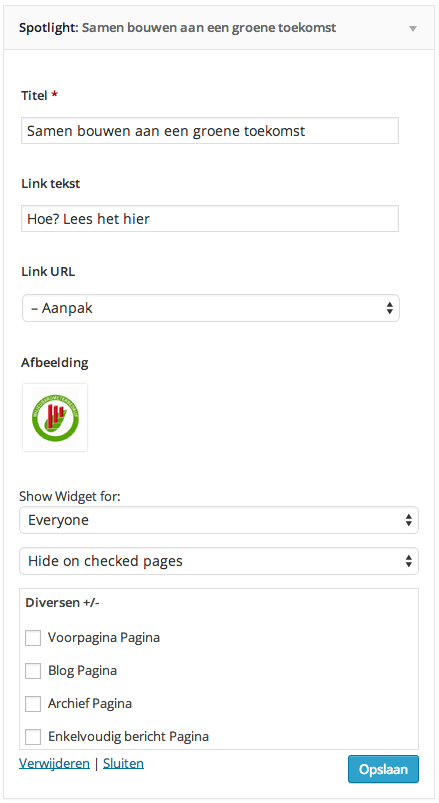 Spotlight: Samen bouwen aan een groene toekomst
Titel *
Samen bouwen aan een groene toekomst
Link tekst
Hoe? Lees het hier
Link URL
– Aanpak
Afbeelding
Show Widget for:
Everyone
Hide on checked pages
Diversen +/-
Voorpagina Pagina
Blog Pagina
Archief Pagina
Enkelvoudig bericht Pagina
Verwijderen | Sluiten
Opslaan